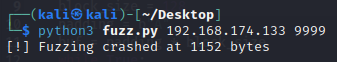 ┌──(kali㉿kali)-[~/Desktop]
└─$ python3 fuzz.py 192.168.174.133 9999
[!] Fuzzing crashed at 1152 bytes